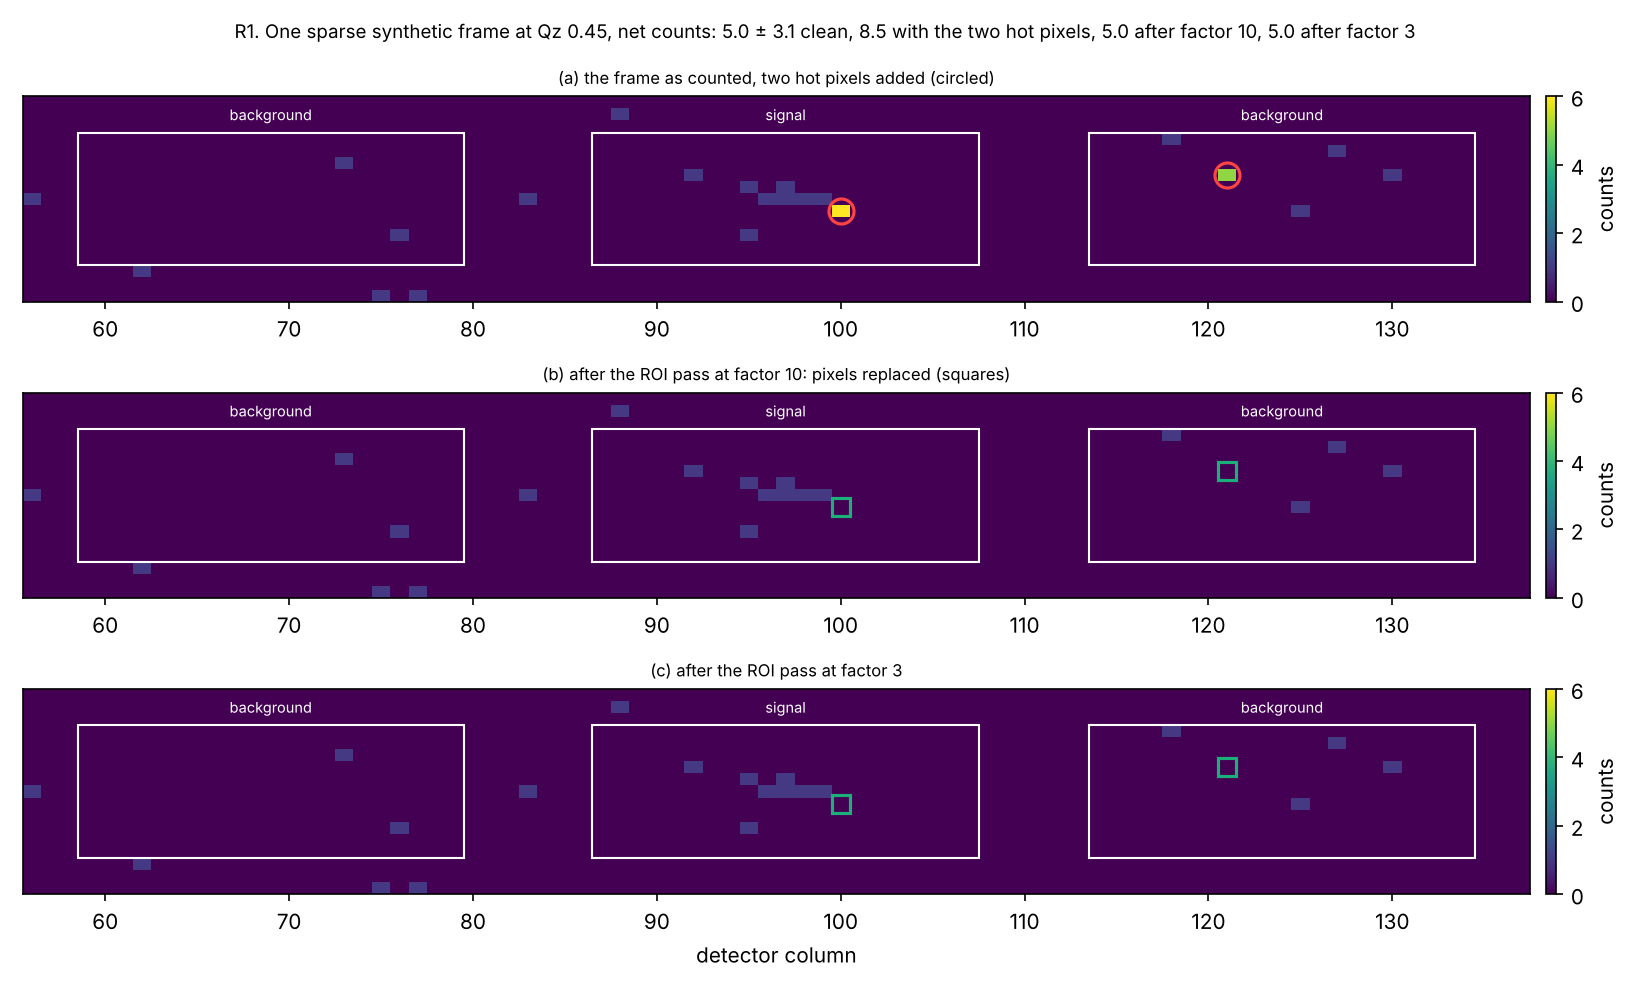 R1. One sparse synthetic frame at Qz 0.45, net counts: 5.0 ± 3.1 clean, 8.5 with the two hot pixels, 5.0 after factor 10, 5.0 after factor 3
(a) the frame as counted, two hot pixels added (circled)
background
signal
background
6
4
2
0
counts
60 70 80 90 100 110 120 130
(b) after the ROI pass at factor 10: pixels replaced (squares)
background
signal
background
6
4
2
0
counts
60 70 80 90 100 110 120 130
(c) after the ROI pass at factor 3
background
signal
background
6
4
2
0
counts
60 70 80 90 100 110 120 130
detector column